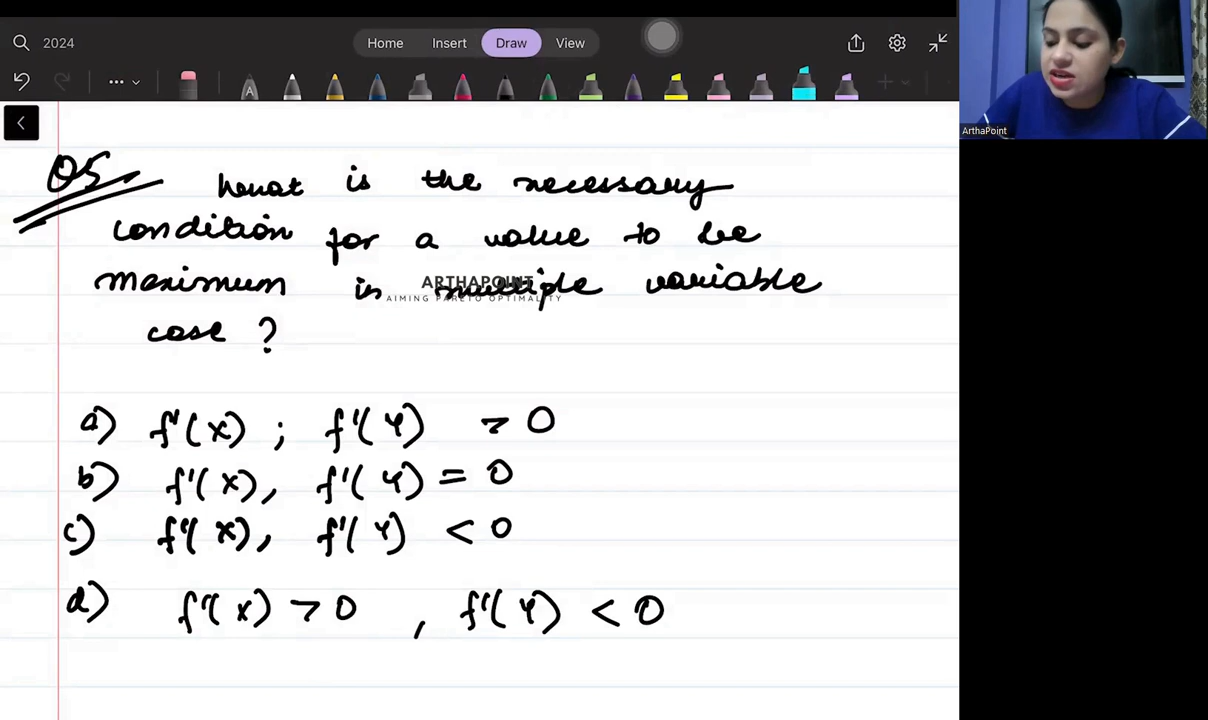 2024
Home Insert Draw View
ArthaPoint
Q5 What is the necessary
condition for a value to be
maximum in multiple variable
ARTHAPOINT
AIMING PARETO OPTIMALITY
case ?
a) f'(x) ; f'(Y) > 0
b) f'(x), f'(Y) = 0
c) f'(x), f'(Y) < 0
d) f'(x) > 0 , f'(Y) < 0